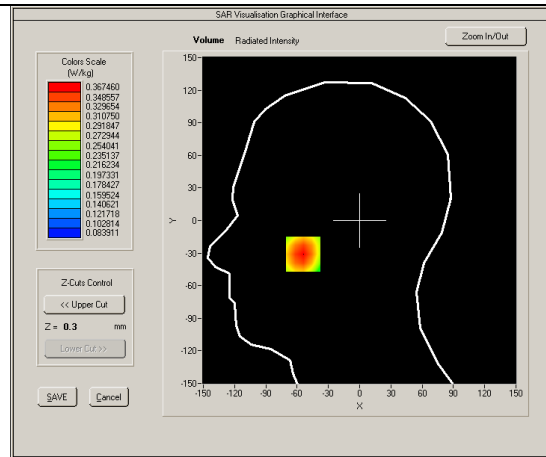 SAR Visualisation Graphical Interface
Volume Radiated Intensity
Zoom In/Out
Colors Scale
(W/kg)
0.367460
0.348557
0.329654
0.310750
0.291847
0.272944
0.254041
0.235137
0.216234
0.197331
0.178427
0.159524
0.140621
0.121718
0.102814
0.083911
Z-Cuts Control
<< Upper Cut
Z = 0.3 mm
Lower Cut >>
SAVE Cancel
150-
120-
90-
60-
30-
Y 0-
-30-
-60-
-90-
-120-
-150-
-150 -120 -90 -60 -30 0 30 60 90 120 150
X